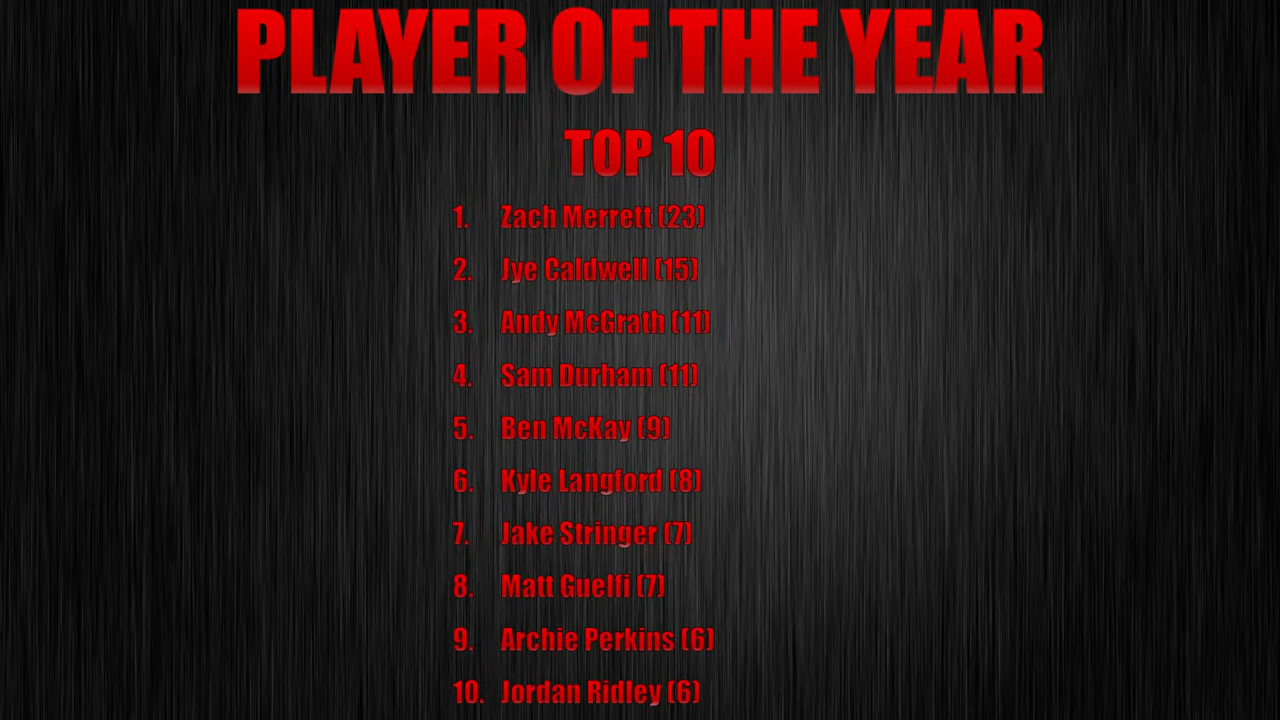 PLAYER OF THE YEAR
TOP 10
1. Zach Merrett (23)
2. Jye Caldwell (15)
3. Andy McGrath (11)
4. Sam Durham (11)
5. Ben McKay (9)
6. Kyle Langford (8)
7. Jake Stringer (7)
8. Matt Guelfi (7)
9. Archie Perkins (6)
10. Jordan Ridley (6)